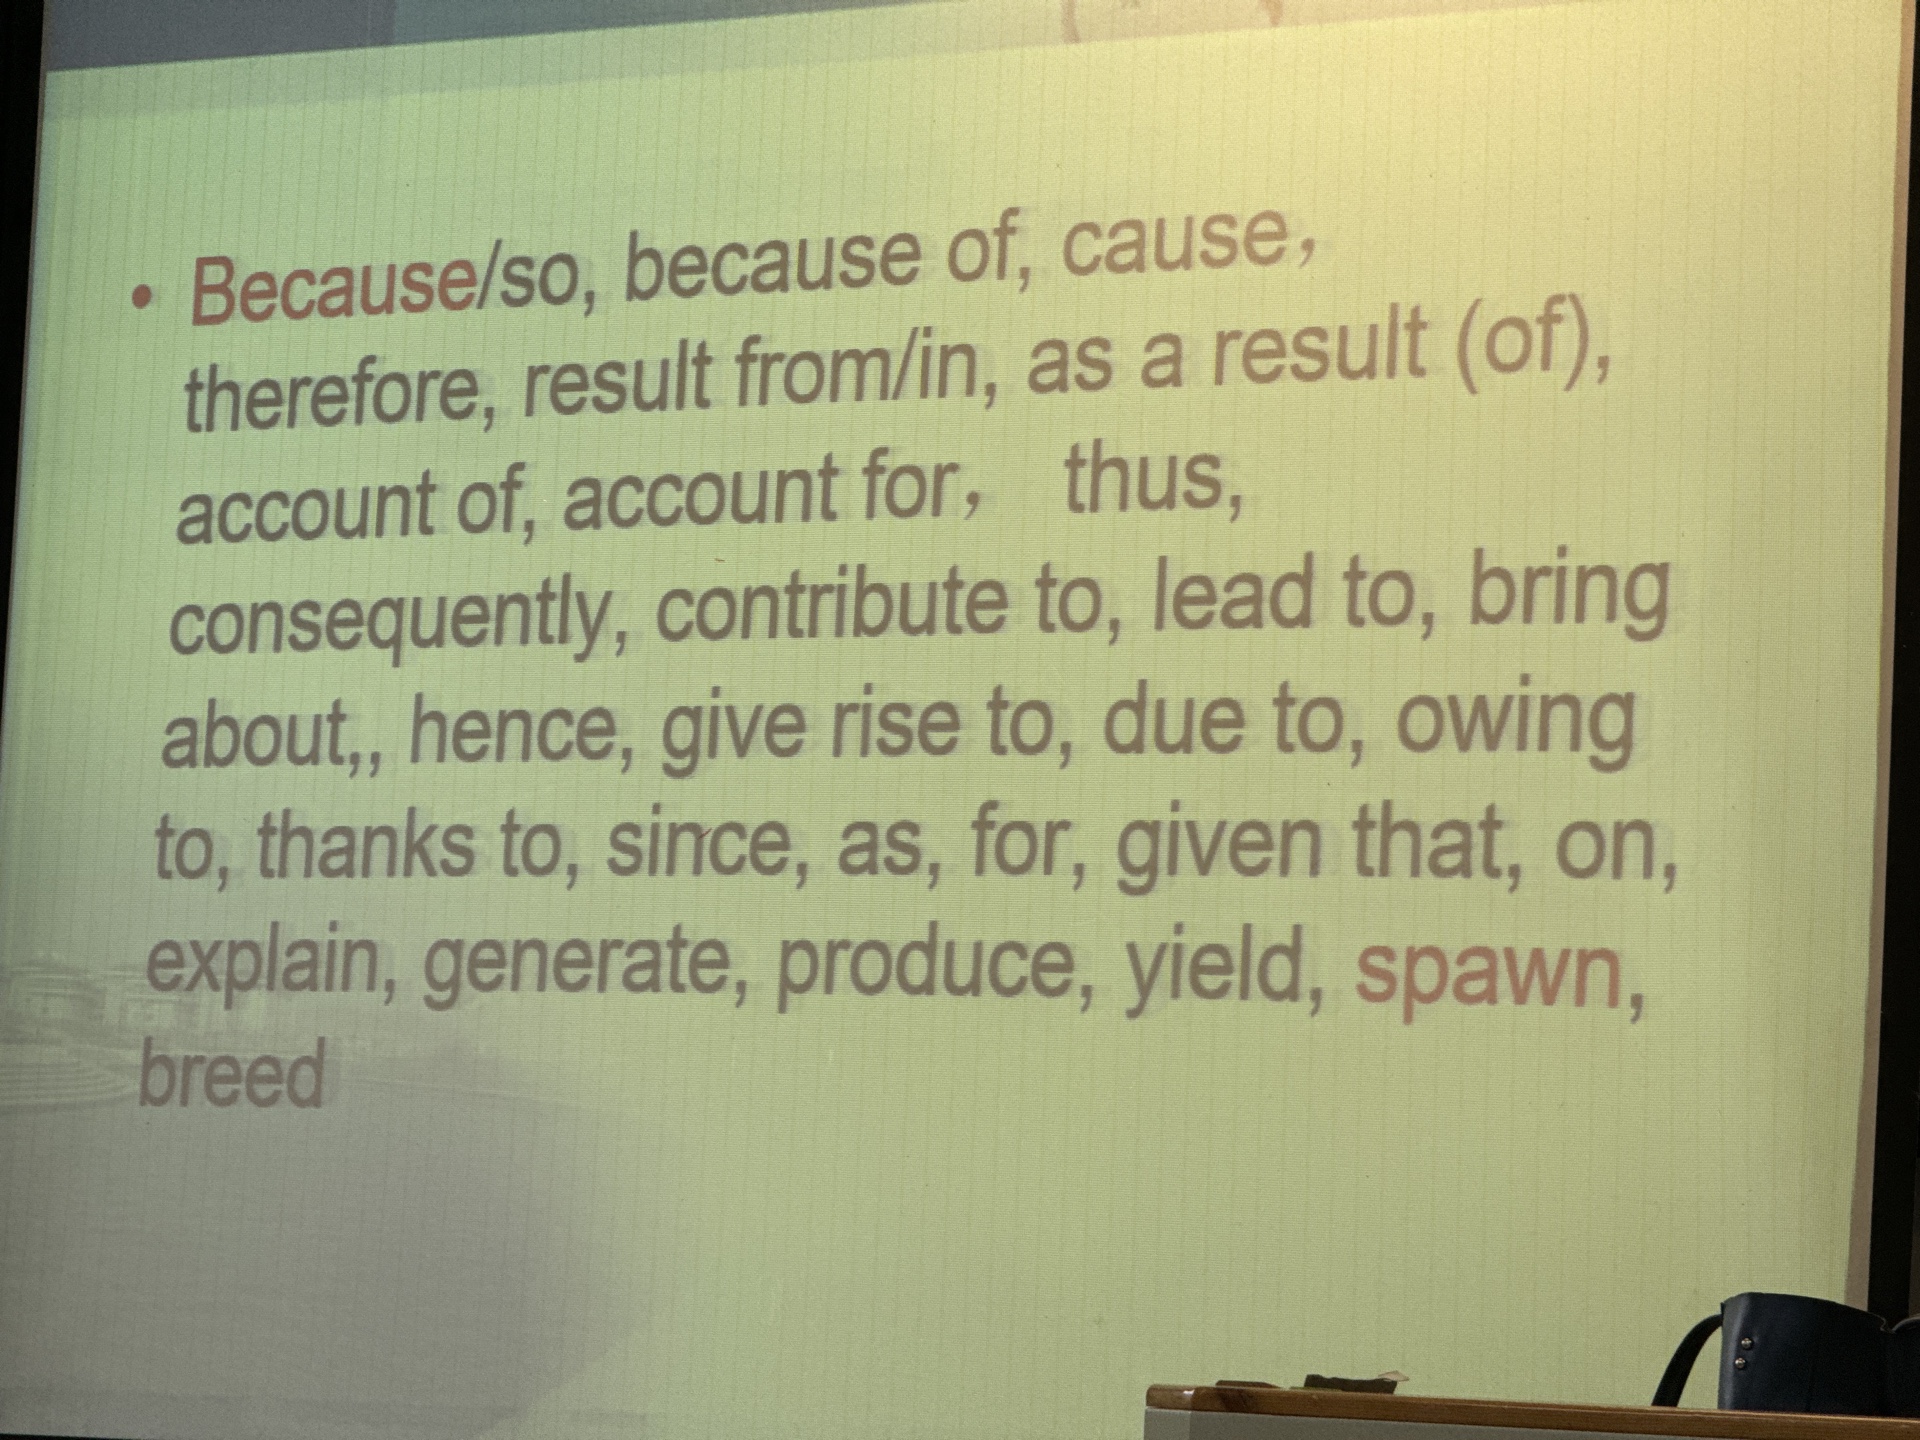 • Because/so, because of, cause，
therefore, result from/in, as a result (of),
account of, account for， thus,
consequently, contribute to, lead to, bring
about,, hence, give rise to, due to, owing
to, thanks to, since, as, for, given that, on,
explain, generate, produce, yield, spawn,
breed